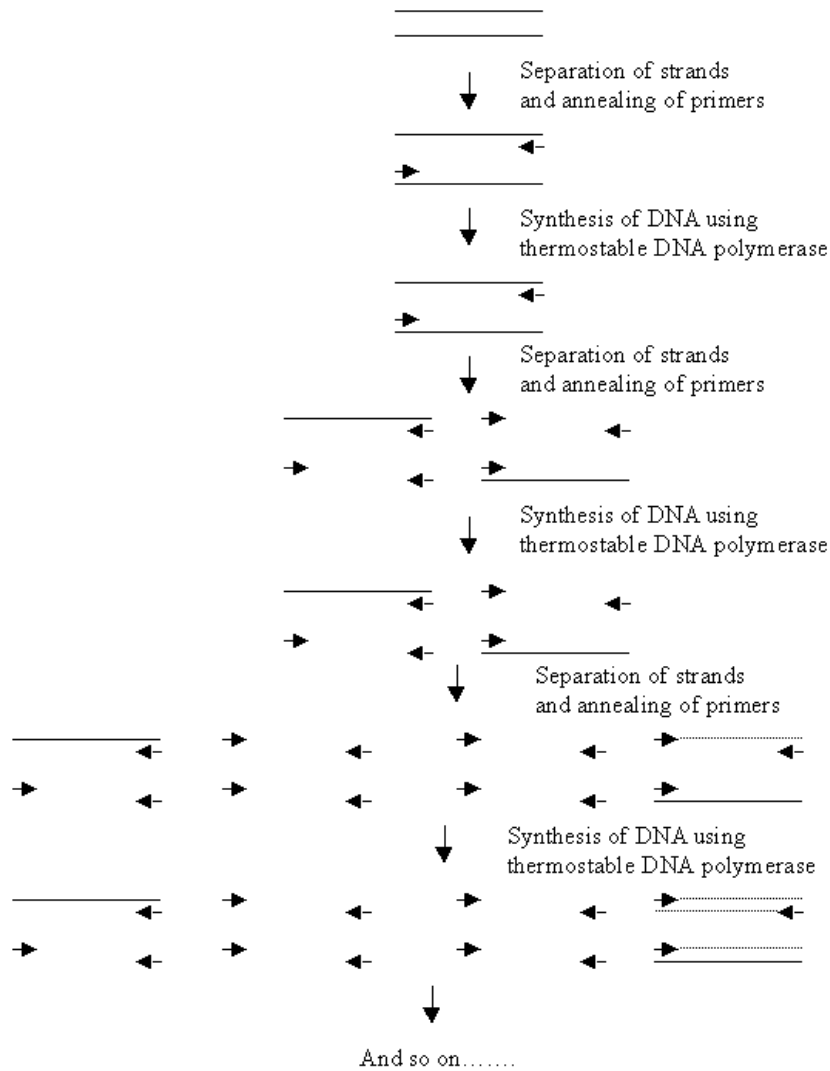 Separation of strands
and annealing of primers
Synthesis of DNA using
thermostable DNA polymerase
Separation of strands
and annealing of primers
Synthesis of DNA using
thermostable DNA polymerase
Separation of strands
and annealing of primers
Synthesis of DNA using
thermostable DNA polymerase
And so on.......